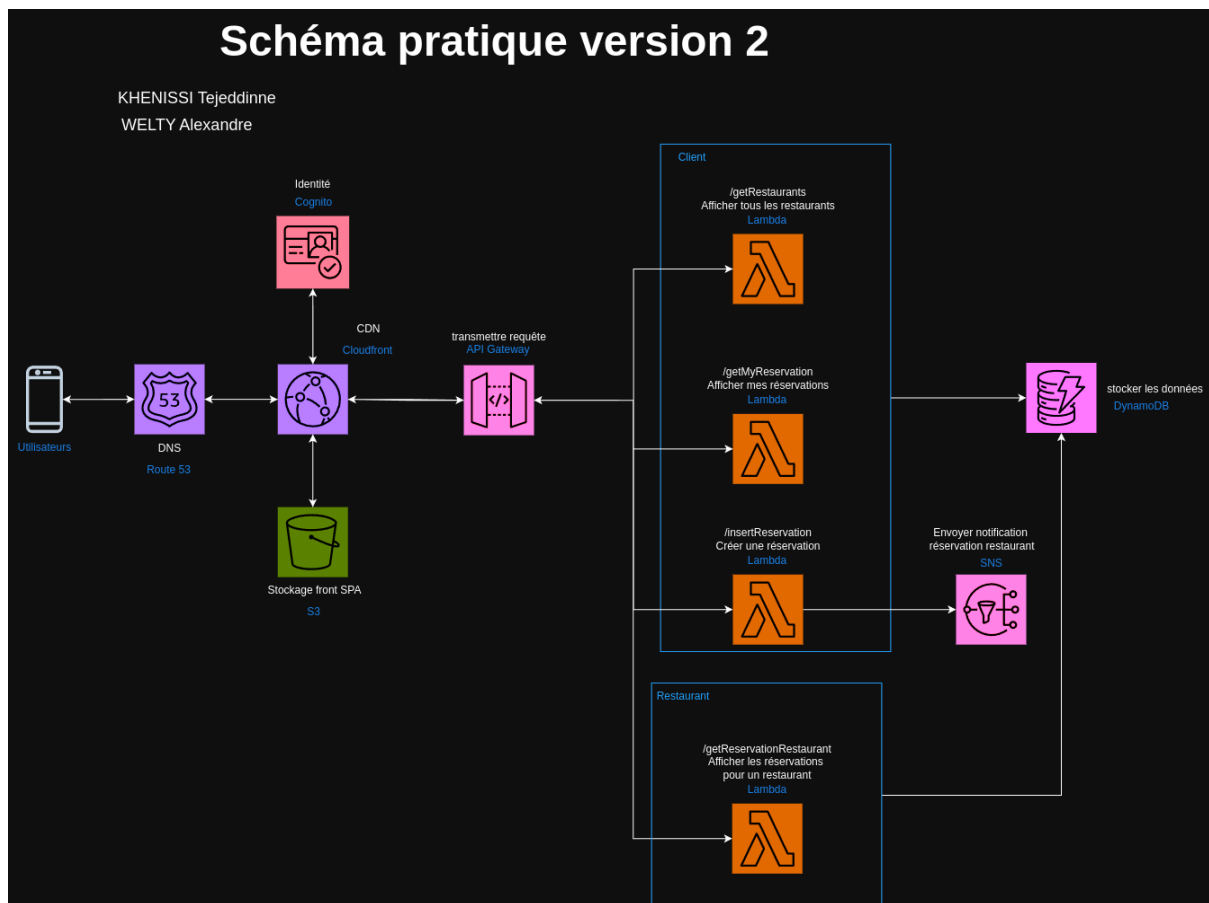 Schéma pratique version 2
KHENISSI Tejeddinne
WELTY Alexandre
Identité
Cognito
CDN
Cloudfront
transmettre requête
API Gateway
Utilisateurs
53
DNS
Route 53
Stockage front SPA
S3
Client
/getRestaurants
Afficher tous les restaurants
Lambda
/getMyReservation
Afficher mes réservations
Lambda
/insertReservation
Créer une réservation
Lambda
Envoyer notification
réservation restaurant
SNS
stocker les données
DynamoDB
Restaurant
/getReservationRestaurant
Afficher les réservations
pour un restaurant
Lambda